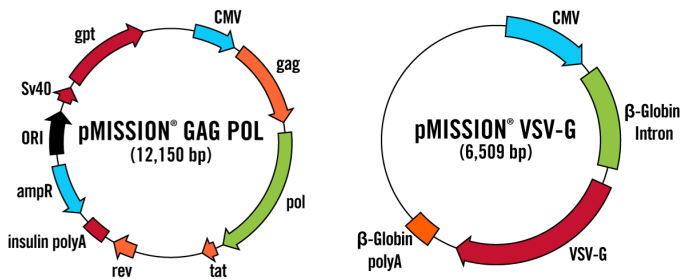 CMV
gag
pol
tat
rev
insulin polyA
ampR
ORI
Sv40
gpt
pMISSION® GAG POL
(12,150 bp)
CMV
β-Globin
Intron
VSV-G
β-Globin
polyA
pMISSION® VSV-G
(6,509 bp)